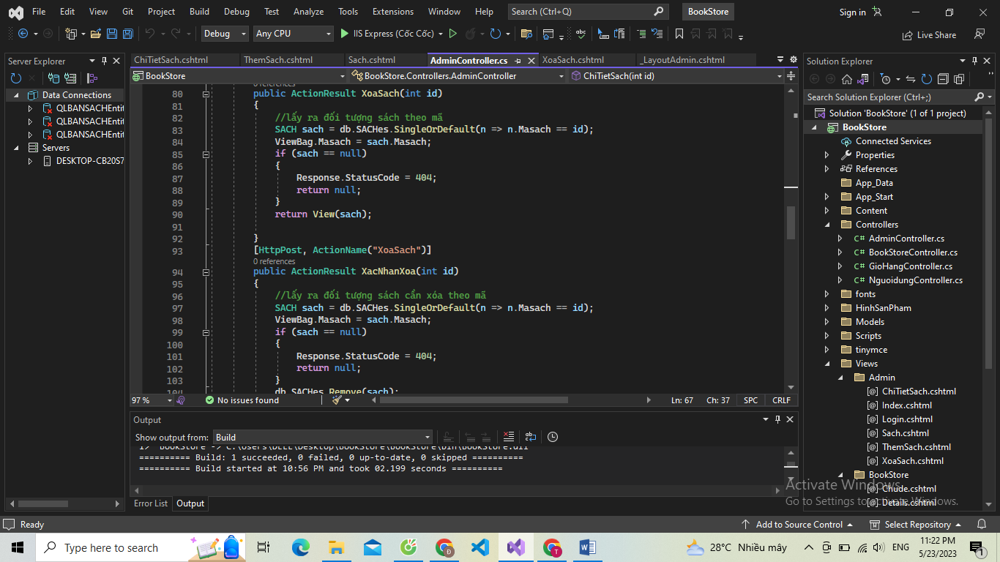 File Edit View Git Project Build Debug Test Analyze Tools Extensions Window Help Search (Ctrl+Q) BookStore Sign in
Debug Any CPU IIS Express (Cốc Cốc) Live Share
Server Explorer
Data Connections
QLBANSACHEntit
QLBANSACHEntit
QLBANSACHEntit
Servers
DESKTOP-CB20S7
ChiTietSach.cshtml ThemSach.cshtml Sach.cshtml AdminController.cs XoaSach.cshtml _LayoutAdmin.cshtml
BookStore BookStore.Controllers.AdminController ChiTietSach(int id)
0 references
80 public ActionResult XoaSach(int id)
81 {
82 //lấy ra đối tượng sách theo mã
83 SACH sach = db.SACHes.SingleOrDefault(n => n.Masach == id);
84 ViewBag.Masach = sach.Masach;
85 if (sach == null)
86 {
87 Response.StatusCode = 404;
88 return null;
89 }
90 return View(sach);
91
92 }
93 [HttpPost, ActionName("XoaSach")]
0 references
94 public ActionResult XacNhanXoa(int id)
95 {
96 //lấy ra đối tượng sách cần xóa theo mã
97 SACH sach = db.SACHes.SingleOrDefault(n => n.Masach == id);
98 ViewBag.Masach = sach.Masach;
99 if (sach == null)
100 {
101 Response.StatusCode = 404;
102 return null;
103 }
104 db.SACHes.Remove(sach);
97 % No issues found Ln: 67 Ch: 37 SPC CRLF
Output
Show output from: Build
1> BookStore -> C:\Users\DELL\Desktop\BookStore\BookStore\bin\BookStore.dll
========== Build: 1 succeeded, 0 failed, 0 up-to-date, 0 skipped ==========
========== Build started at 10:56 PM and took 02.199 seconds ==========
Error List Output
Solution Explorer
Search Solution Explorer (Ctrl+;)
Solution 'BookStore' (1 of 1 project)
BookStore
Connected Services
Properties
References
App_Data
App_Start
Content
Controllers
C# AdminController.cs
C# BookStoreController.cs
C# GioHangController.cs
C# NguoidungController.cs
fonts
HinhSanPham
Models
Scripts
tinymce
Views
Admin
[@] ChiTietSach.cshtml
[@] Index.cshtml
[@] Login.cshtml
[@] Sach.cshtml
[@] ThemSach.cshtml
[@] XoaSach.cshtml
BookStore
[@] Chude.cshtml
[@] Details.cshtml
Activate Windows
Go to Settings to activate Windows.
Ready Add to Source Control Select Repository
Type here to search 28°C Nhiều mây ENG 11:22 PM
5/23/2023 1